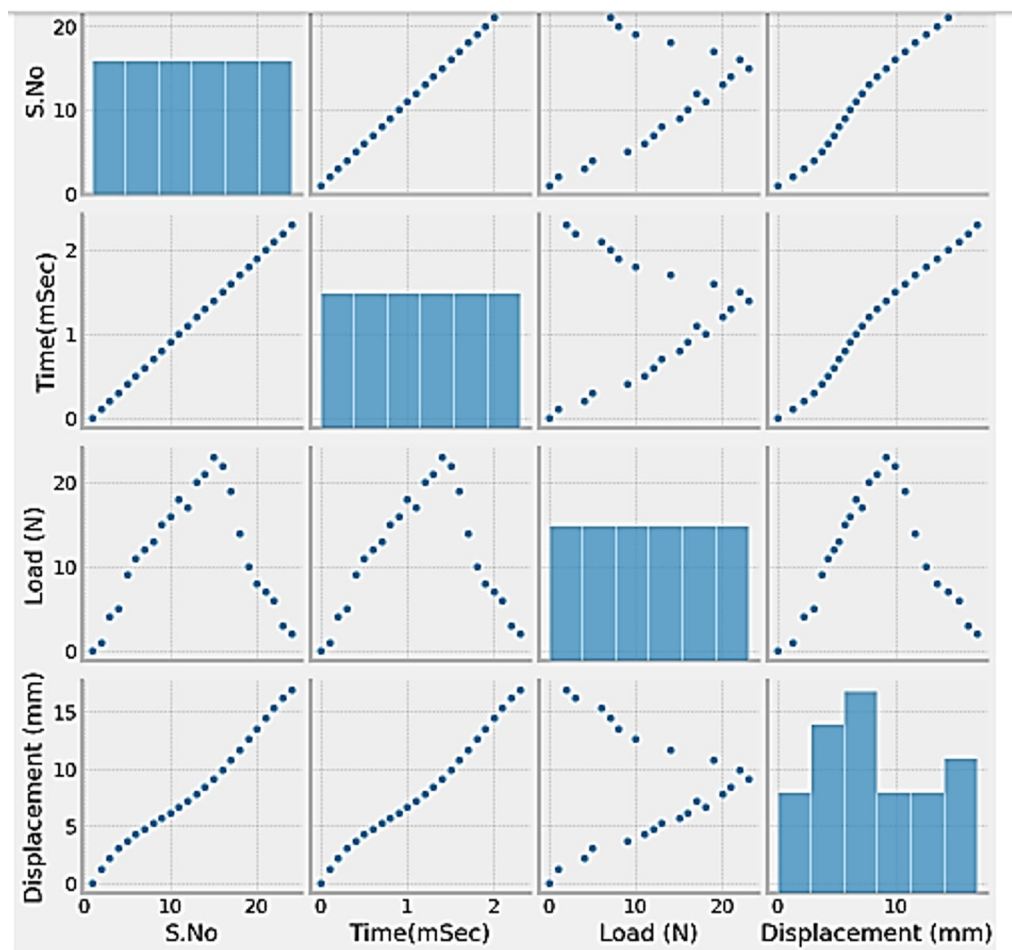 20
S.No
10
0
2
Time(mSec)
1
0
20
Load (N)
10
0
15
Displacement (mm)
10
5
0
0 10 20 0 1 2 0 10 20 0 10
S.No Time(mSec) Load (N) Displacement (mm)